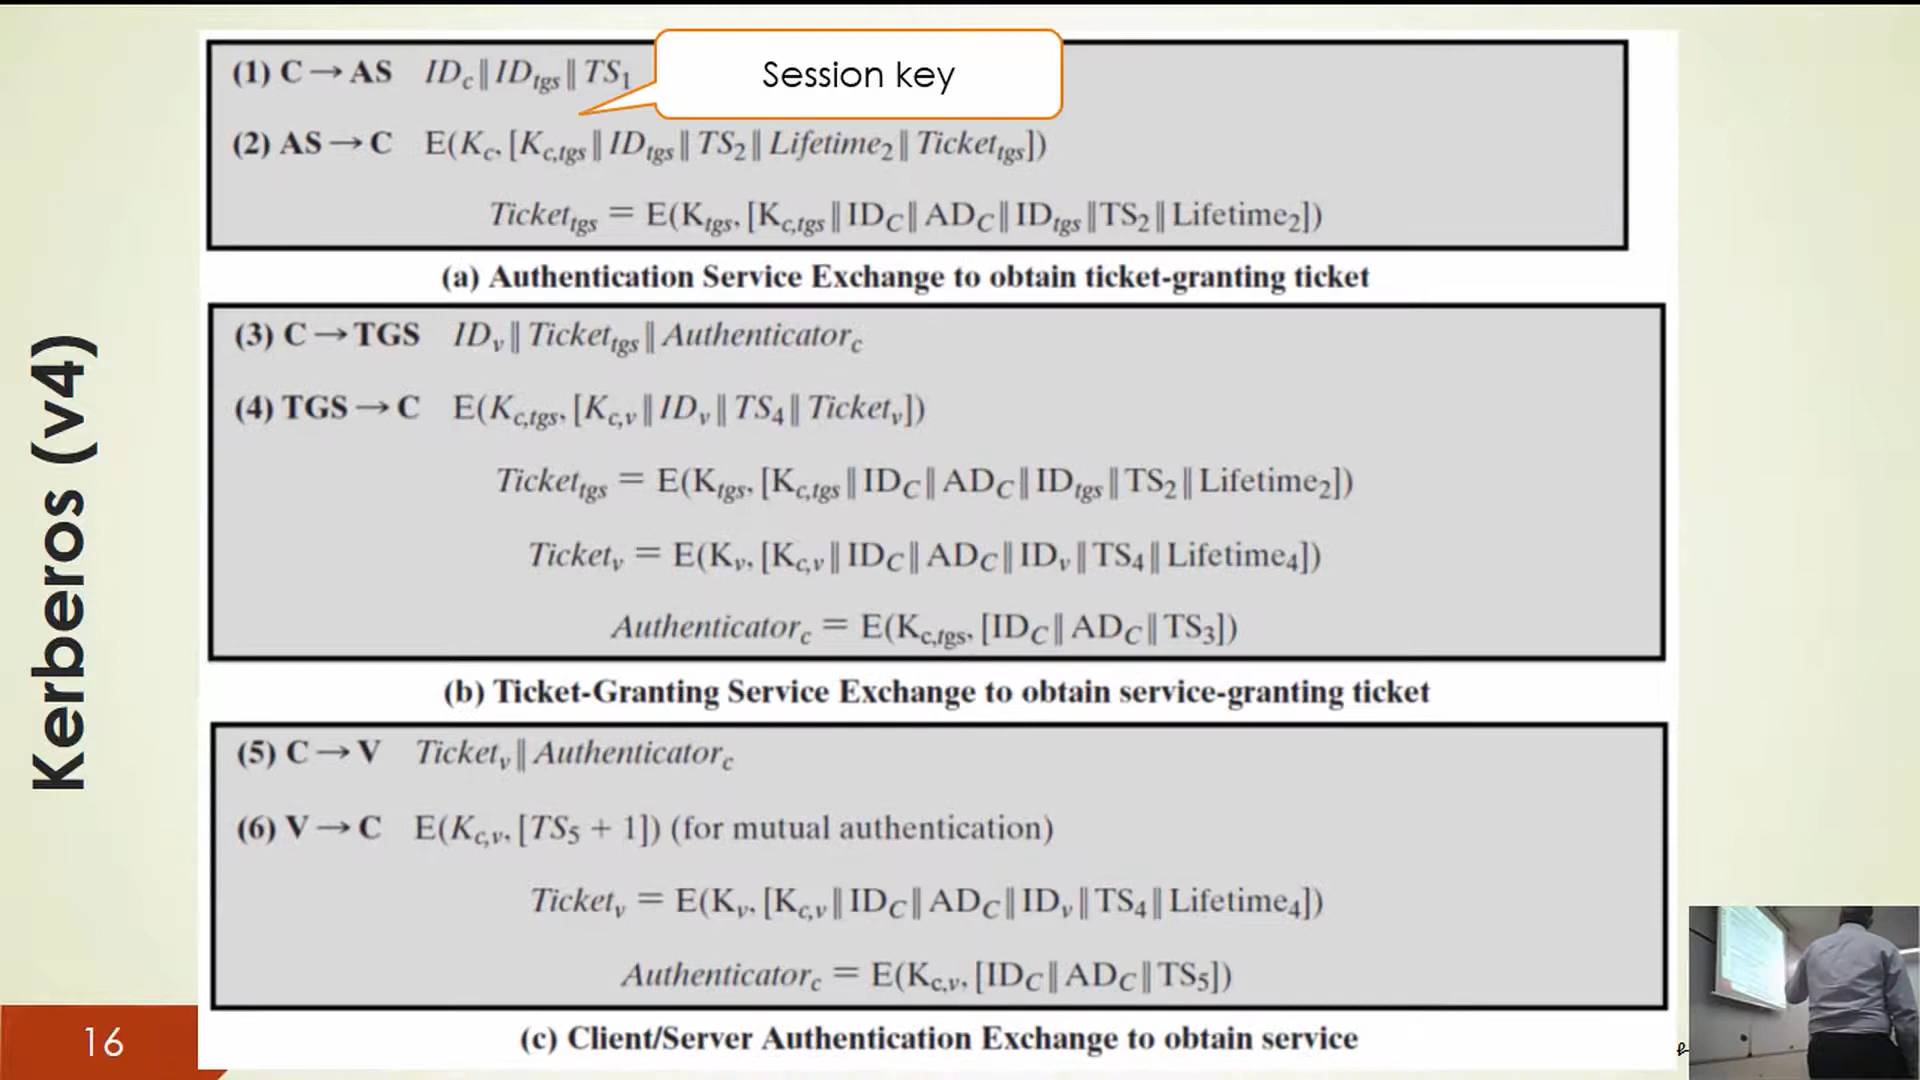 Kerberos (v4)
Session key
(1) C → AS  ID_c ‖ ID_tgs ‖ TS_1
(2) AS → C  E(K_c, [K_c,tgs ‖ ID_tgs ‖ TS_2 ‖ Lifetime_2 ‖ Ticket_tgs])
Ticket_tgs = E(K_tgs, [K_c,tgs ‖ ID_C ‖ AD_C ‖ ID_tgs ‖ TS_2 ‖ Lifetime_2])
(a) Authentication Service Exchange to obtain ticket-granting ticket
(3) C → TGS  ID_v ‖ Ticket_tgs ‖ Authenticator_c
(4) TGS → C  E(K_c,tgs, [K_c,v ‖ ID_v ‖ TS_4 ‖ Ticket_v])
Ticket_tgs = E(K_tgs, [K_c,tgs ‖ ID_C ‖ AD_C ‖ ID_tgs ‖ TS_2 ‖ Lifetime_2])
Ticket_v = E(K_v, [K_c,v ‖ ID_C ‖ AD_C ‖ ID_v ‖ TS_4 ‖ Lifetime_4])
Authenticator_c = E(K_c,tgs, [ID_C ‖ AD_C ‖ TS_3])
(b) Ticket-Granting Service Exchange to obtain service-granting ticket
(5) C → V  Ticket_v ‖ Authenticator_c
(6) V → C  E(K_c,v, [TS_5 + 1]) (for mutual authentication)
Ticket_v = E(K_v, [K_c,v ‖ ID_C ‖ AD_C ‖ ID_v ‖ TS_4 ‖ Lifetime_4])
Authenticator_c = E(K_c,v, [ID_C ‖ AD_C ‖ TS_5])
(c) Client/Server Authentication Exchange to obtain service
16